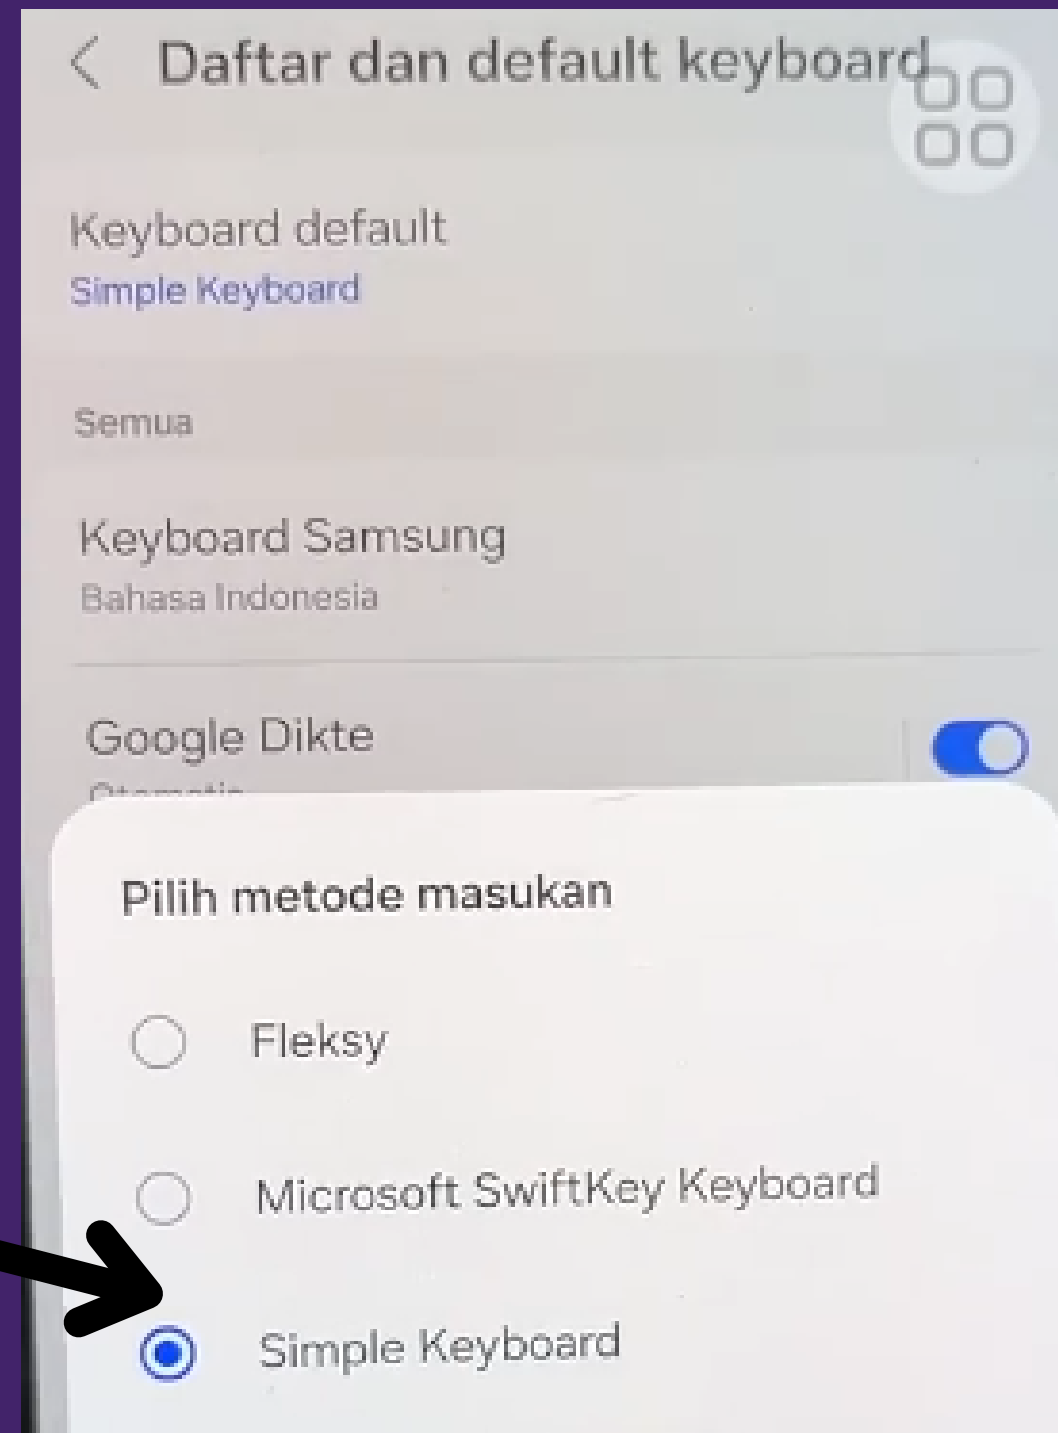 Daftar dan default keyboard
Keyboard default
Simple Keyboard
Semua
Keyboard Samsung
Bahasa Indonesia
Google Dikte
Otomatis
Pilih metode masukan
Fleksy
Microsoft SwiftKey Keyboard
Simple Keyboard